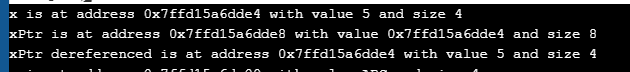 x is at address 0x7ffd15a6dde4 with value 5 and size 4
xPtr is at address 0x7ffd15a6dde8 with value 0x7ffd15a6dde4 and size 8
xPtr dereferenced is at address 0x7ffd15a6dde4 with value 5 and size 4